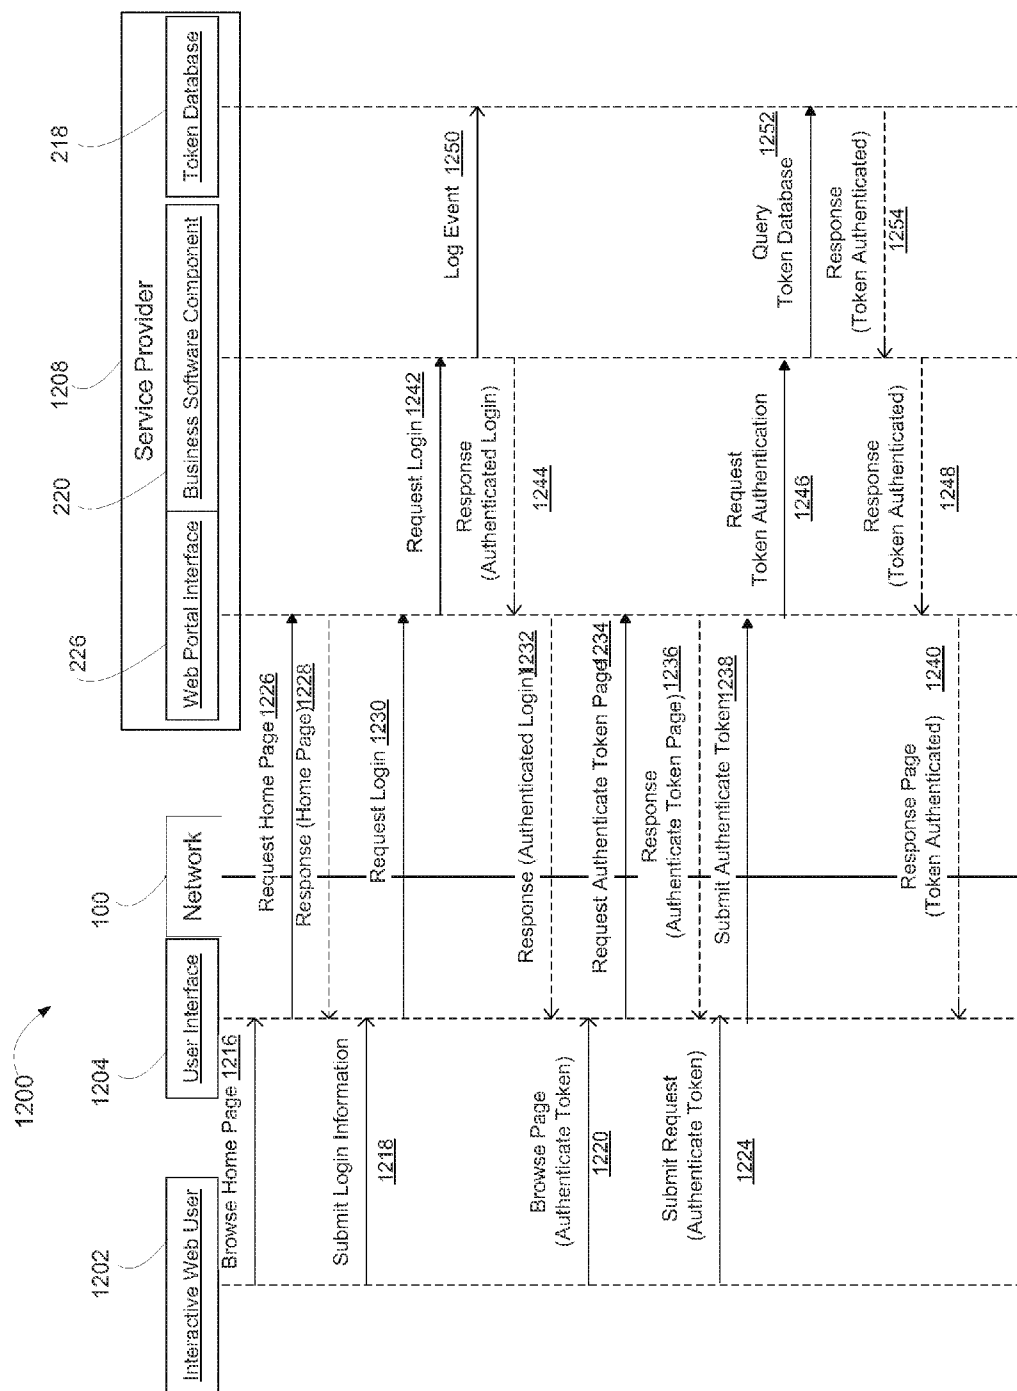 1200
1202
1204
100
226
220
1208
218
Service Provider
Interactive Web User
User Interface
Network
Web Portal Interface
Business Software Component
Token Database
Browse Home Page 1216
Request Home Page 1226
Response (Home Page) 1228
Submit Login Information
1218
Request Login 1230
Request Login 1242
Log Event 1250
Response
(Authenticated Login)
1244
Response (Authenticated Login) 1232
Browse Page
(Authenticate Token)
1220
Request Authenticate Token Page 1234
Response
(Authenticate Token Page) 1236
Submit Request
(Authenticate Token)
1224
Submit Authenticate Token 1238
Request
Token Authentication
1246
Query 1252
Token Database
Response
(Token Authenticated)
1254
Response
(Token Authenticated)
1248
Response Page 1240
(Token Authenticated)